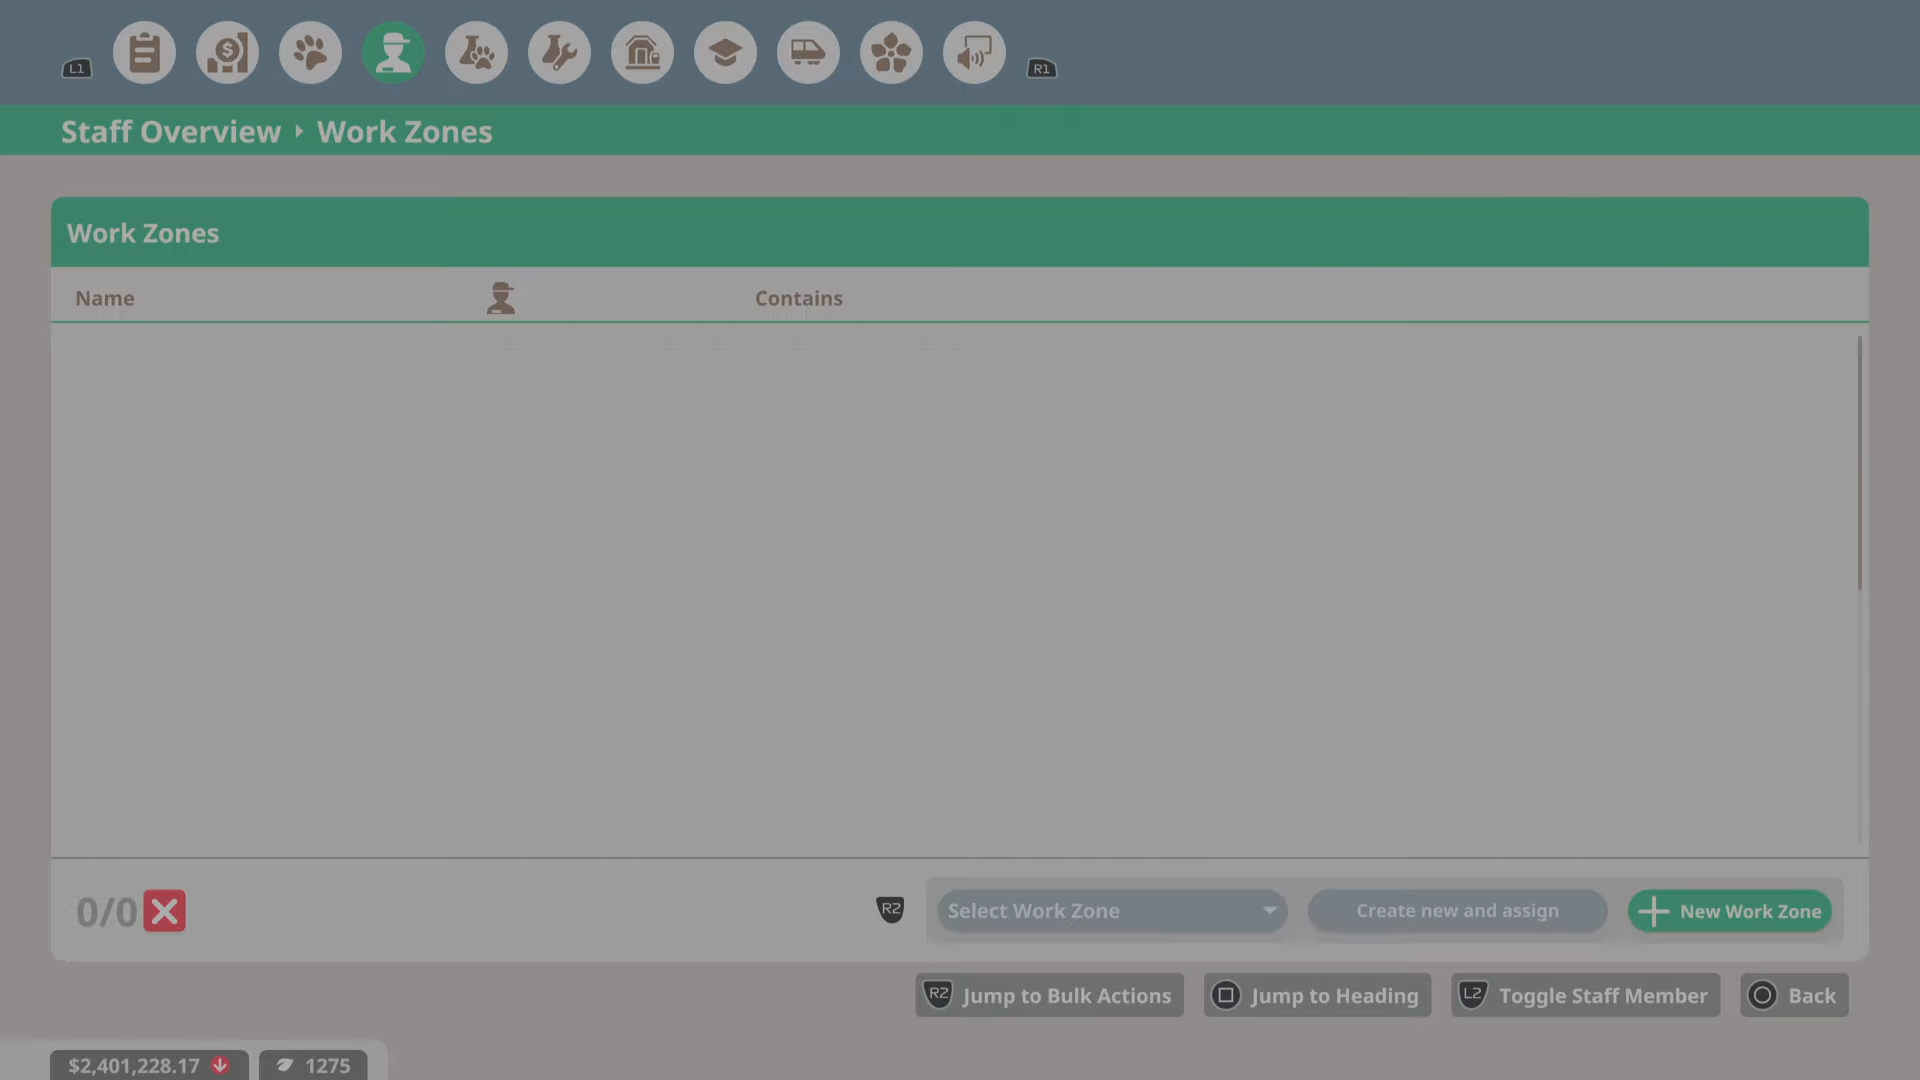 L1
R1
Staff Overview Work Zones
Work Zones
Name Contains
0/0
R2
Select Work Zone
Create new and assign
New Work Zone
R2 Jump to Bulk Actions
Jump to Heading
L2 Toggle Staff Member
Back
$2,401,228.17
1275